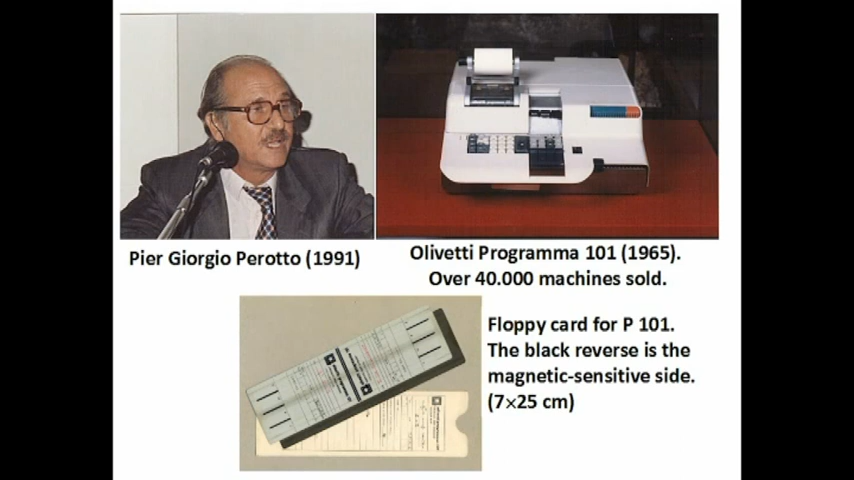 Pier Giorgio Perotto (1991)
Olivetti Programma 101 (1965).
Over 40.000 machines sold.
Floppy card for P 101.
The black reverse is the
magnetic-sensitive side.
(7×25 cm)